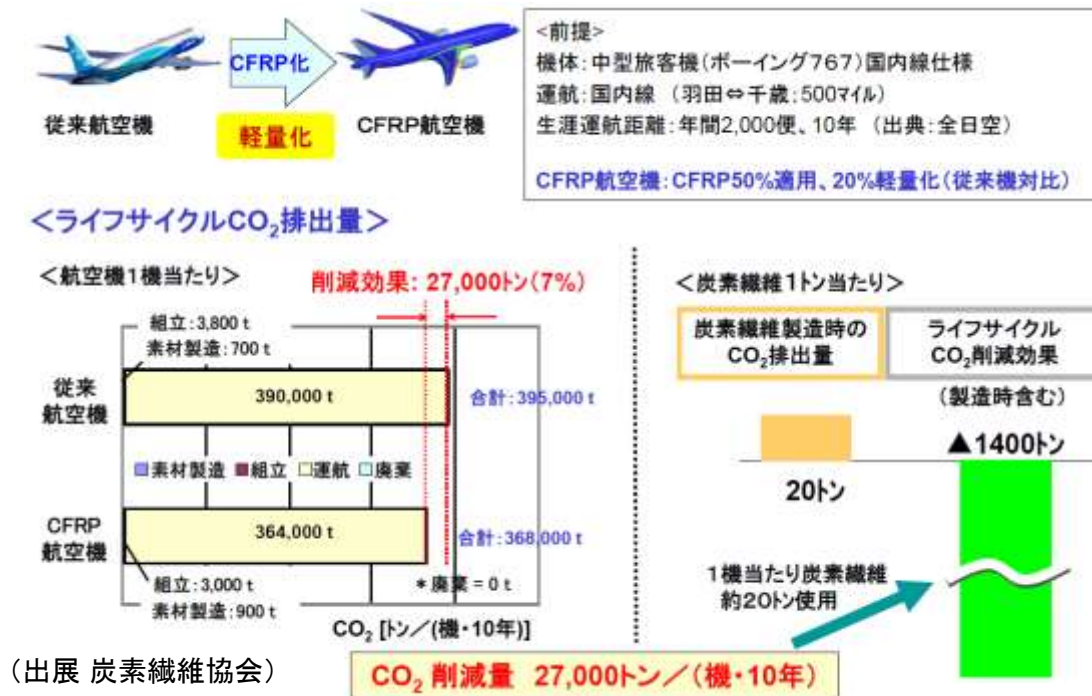 CFRP化
従来航空機
軽量化
CFRP航空機
<前提>
機体:中型旅客機(ボーイング767)国内線仕様
運航:国内線 (羽田⇔千歳:500マイル)
生涯運航距離:年間2,000便、10年 (出典:全日空)
CFRP航空機:CFRP50%適用、20%軽量化(従来機対比)
<ライフサイクルCO₂排出量>
<航空機1機当たり>
削減効果: 27,000トン(7%)
組立:3,800 t
素材製造:700 t
従来
航空機
390,000 t
合計:395,000 t
素材製造 組立 運航 廃棄
CFRP
航空機
364,000 t
合計:368,000 t
組立:3,000 t
素材製造:900 t
*廃棄=0 t
CO₂ [トン/(機・10年)]
<炭素繊維1トン当たり>
炭素繊維製造時の
CO₂排出量
ライフサイクル
CO₂削減効果
(製造時含む)
▲1400トン
20トン
1機当たり炭素繊維
約20トン使用
(出展 炭素繊維協会)
CO₂ 削減量 27,000トン/(機・10年)